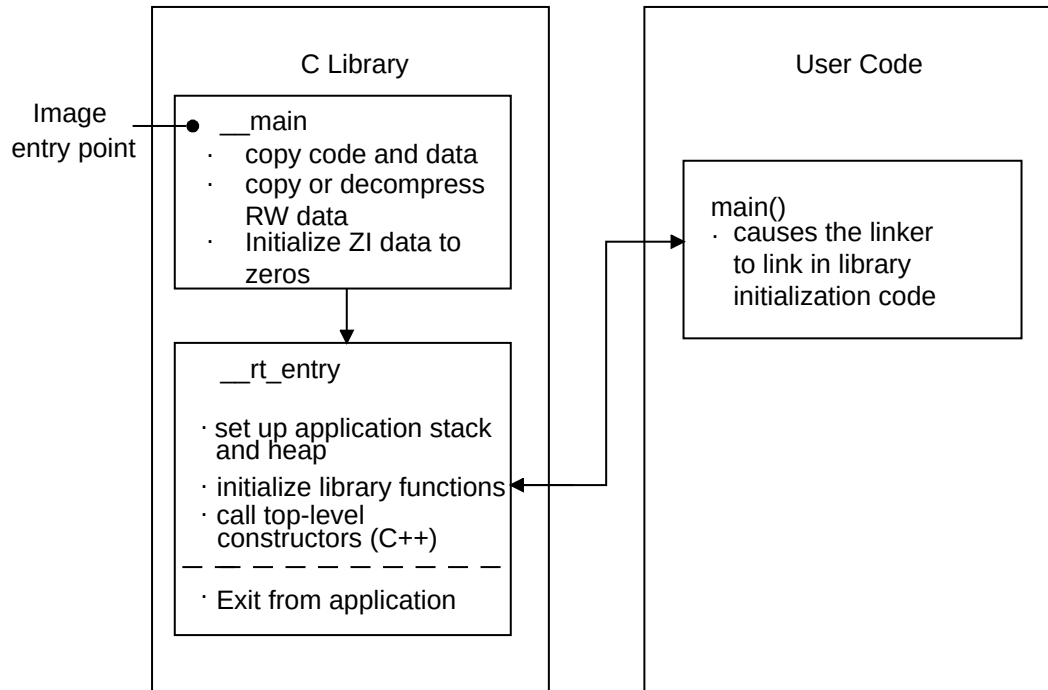 C Library
User Code
Image
entry point
__main
· copy code and data
· copy or decompress
RW data
· Initialize ZI data to
zeros
main()
· causes the linker
to link in library
initialization code
__rt_entry
· set up application stack
and heap
· initialize library functions
· call top-level
constructors (C++)
· Exit from application